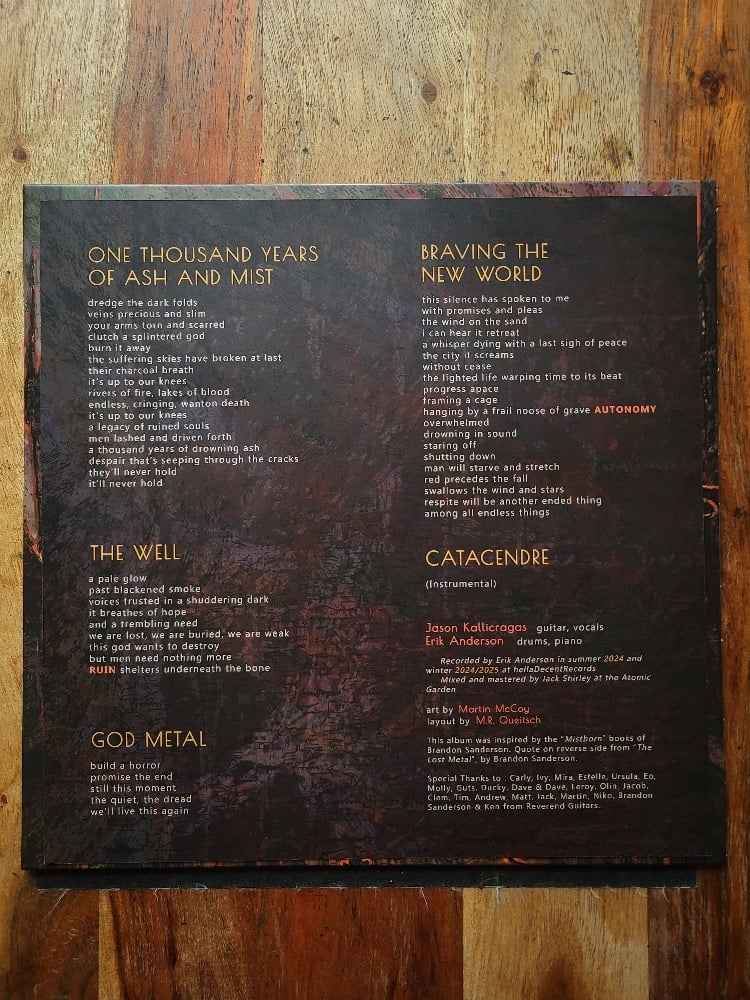 ONE THOUSAND YEARS
OF ASH AND MIST
dredge the dark folds
veins precious and slim
your arms torn and scarred
clutch a splintered god
burn it away
the suffering skies have broken at last
their charcoal breath
it's up to our knees
rivers of fire, lakes of blood
endless, cringing, wanton death
it's up to our knees
a legacy of ruined souls
men lashed and driven forth
a thousand years of drowning ash
despair that's seeping through the cracks
they'll never hold
it'll never hold
THE WELL
a pale glow
past blackened smoke
voices trusted in a shuddering dark
it breathes of hope
and a trembling need
we are lost, we are buried, we are weak
this god wants to destroy
but men need nothing more
RUIN shelters underneath the bone
GOD METAL
build a horror
promise the end
still this moment
the quiet, the dread
we'll live this again
BRAVING THE
NEW WORLD
this silence has spoken to me
with promises and pleas
the wind on the sand
i can hear it retreat
a whisper dying with a last sigh of peace
the city it screams
without cease
the lighted life warping time to its beat
progress apace
framing a cage
hanging by a frail noose of grave AUTONOMY
overwhelmed
drowning in sound
staring off
shutting down
man will starve and stretch
red precedes the fall
swallows the wind and stars
respite will be another ended thing
among all endless things
CATACENDRE
(Instrumental)
Jason Kallicragas guitar, vocals
Erik Anderson drums, piano
Recorded by Erik Anderson in summer 2024 and
winter 2024/2025 at hellaDecentRecords
Mixed and mastered by Jack Shirley at the Atomic
Garden
art by Martin McCoy
layout by M.R. Queitsch
This album was inspired by the "Mistborn" books of
Brandon Sanderson. Quote on reverse side from "The
Lost Metal", by Brandon Sanderson.
Special Thanks to : Carly, Ivy, Mira, Estelle, Ursula, Eo,
Molly, Guts, Ducky, Dave & Dave, Leroy, Olin, Jacob,
Clem, Tim, Andrew, Matt, Jack, Martin, Niko, Brandon
Sanderson & Ken from Reverend Guitars.